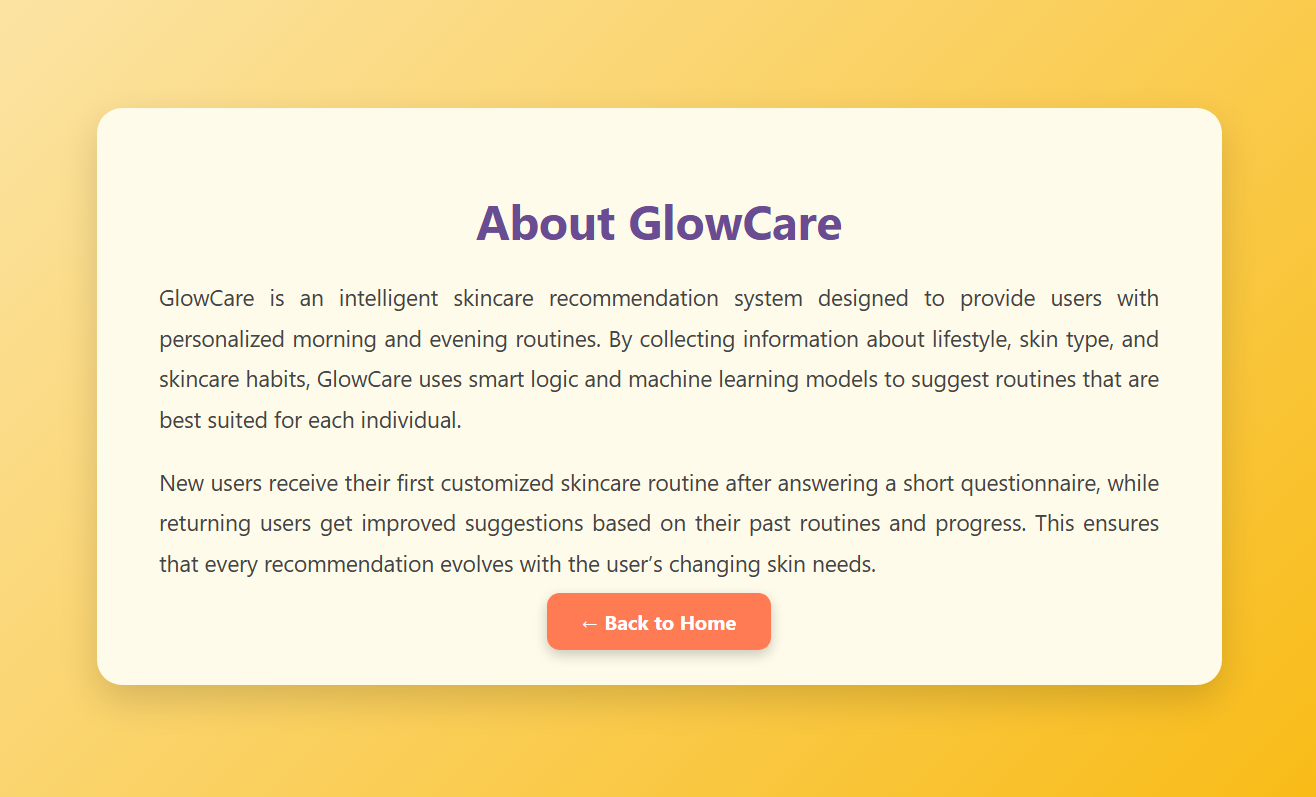 About GlowCare
GlowCare is an intelligent skincare recommendation system designed to provide users with
personalized morning and evening routines. By collecting information about lifestyle, skin type, and
skincare habits, GlowCare uses smart logic and machine learning models to suggest routines that are
best suited for each individual.
New users receive their first customized skincare routine after answering a short questionnaire, while
returning users get improved suggestions based on their past routines and progress. This ensures
that every recommendation evolves with the user’s changing skin needs.
← Back to Home